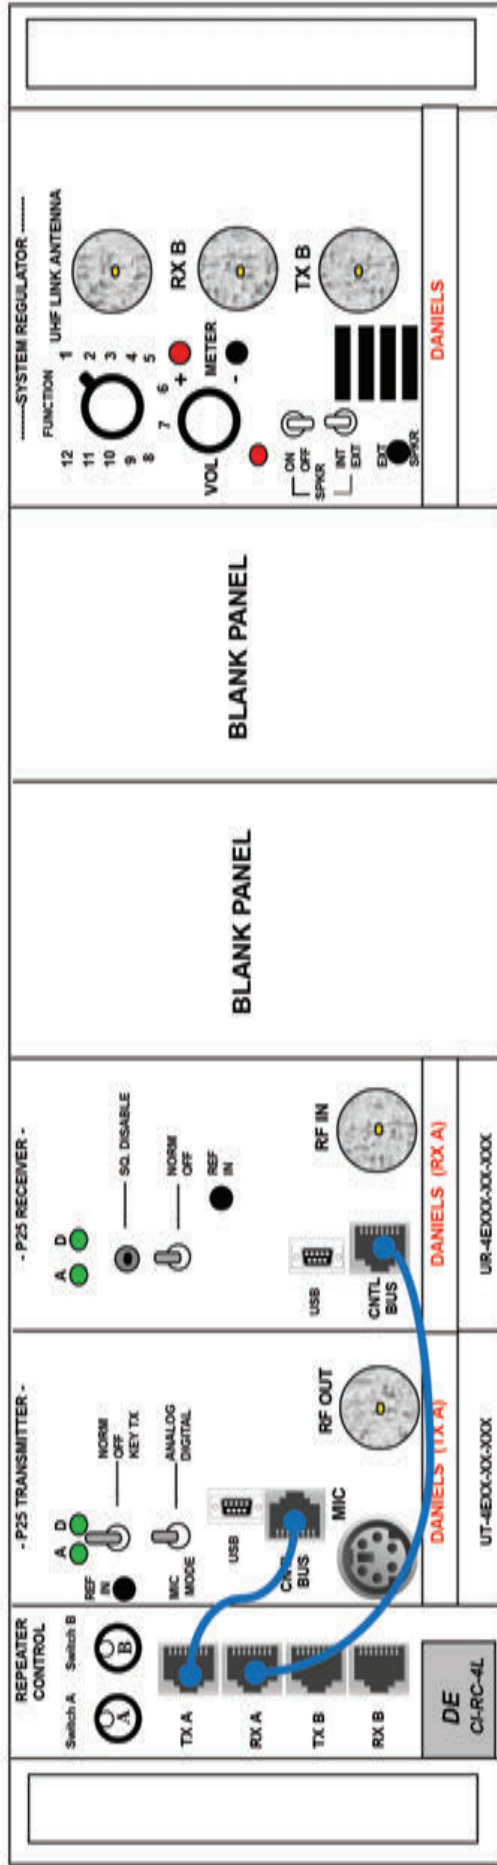 REPEATER
CONTROL
Switch A
Switch B
A
B
TX A
RX A
TX B
RX B
DE
CI-RC-4L
- P25 TRANSMITTER -
A
D
REF
IN
NORM
OFF
KEY TX
MIC
MODE
ANALOG
DIGITAL
USB
CNTL
BUS
MIC
RF OUT
DANIELS (TX A)
UT-4EXXX-XX-XXX
- P25 RECEIVER -
A
D
SQ. DISABLE
NORM
OFF
REF
IN
USB
CNTL
BUS
RF IN
DANIELS (RX A)
UR-4EXXX-XX-XXX
BLANK PANEL
BLANK PANEL
------SYSTEM REGULATOR ------
FUNCTION
UHF LINK ANTENNA
12
11
10
9
8
7
6
5
4
3
2
1
VOL
+
METER
-
RX B
ON
OFF
SPKR
INT
EXT
TX B
EXT
SPKR
DANIELS